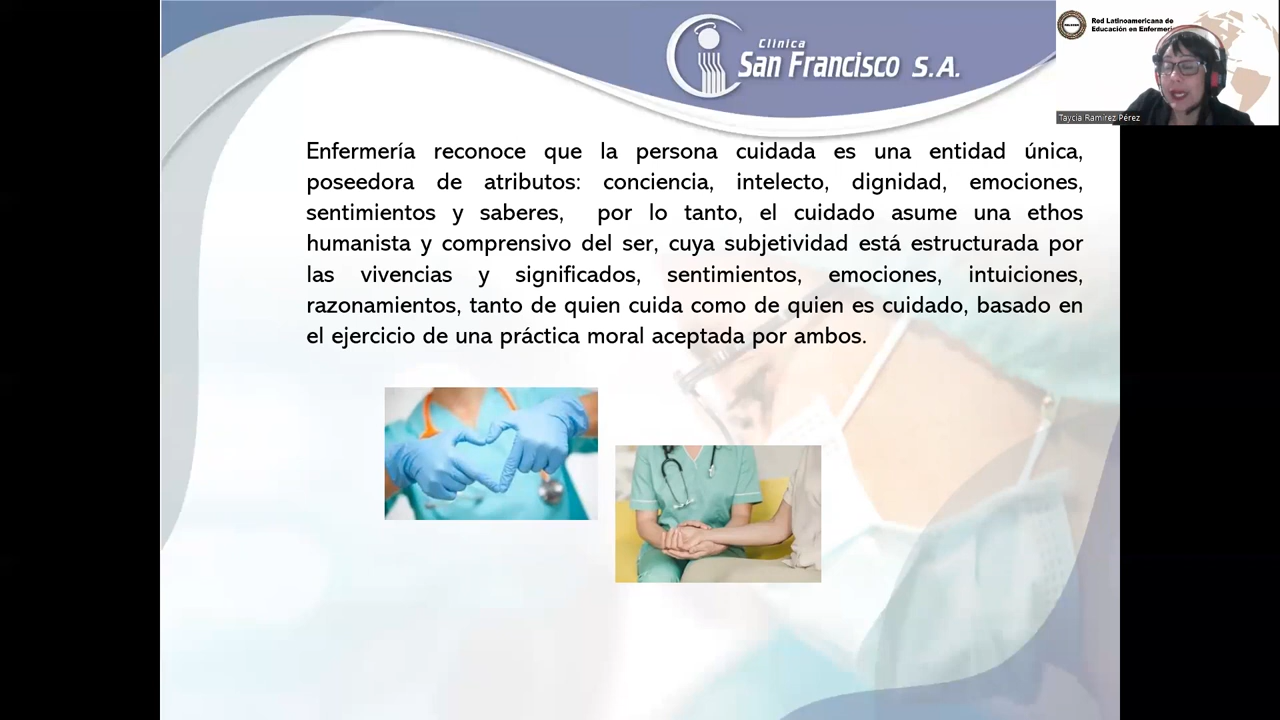 Clínica
San Francisco S.A.
Red Latinoamericana de
Educación en Enfermería
Taycia Ramírez Pérez
Enfermería reconoce que la persona cuidada es una entidad única,
poseedora de atributos: conciencia, intelecto, dignidad, emociones,
sentimientos y saberes, por lo tanto, el cuidado asume una ethos
humanista y comprensivo del ser, cuya subjetividad está estructurada por
las vivencias y significados, sentimientos, emociones, intuiciones,
razonamientos, tanto de quien cuida como de quien es cuidado, basado en
el ejercicio de una práctica moral aceptada por ambos.